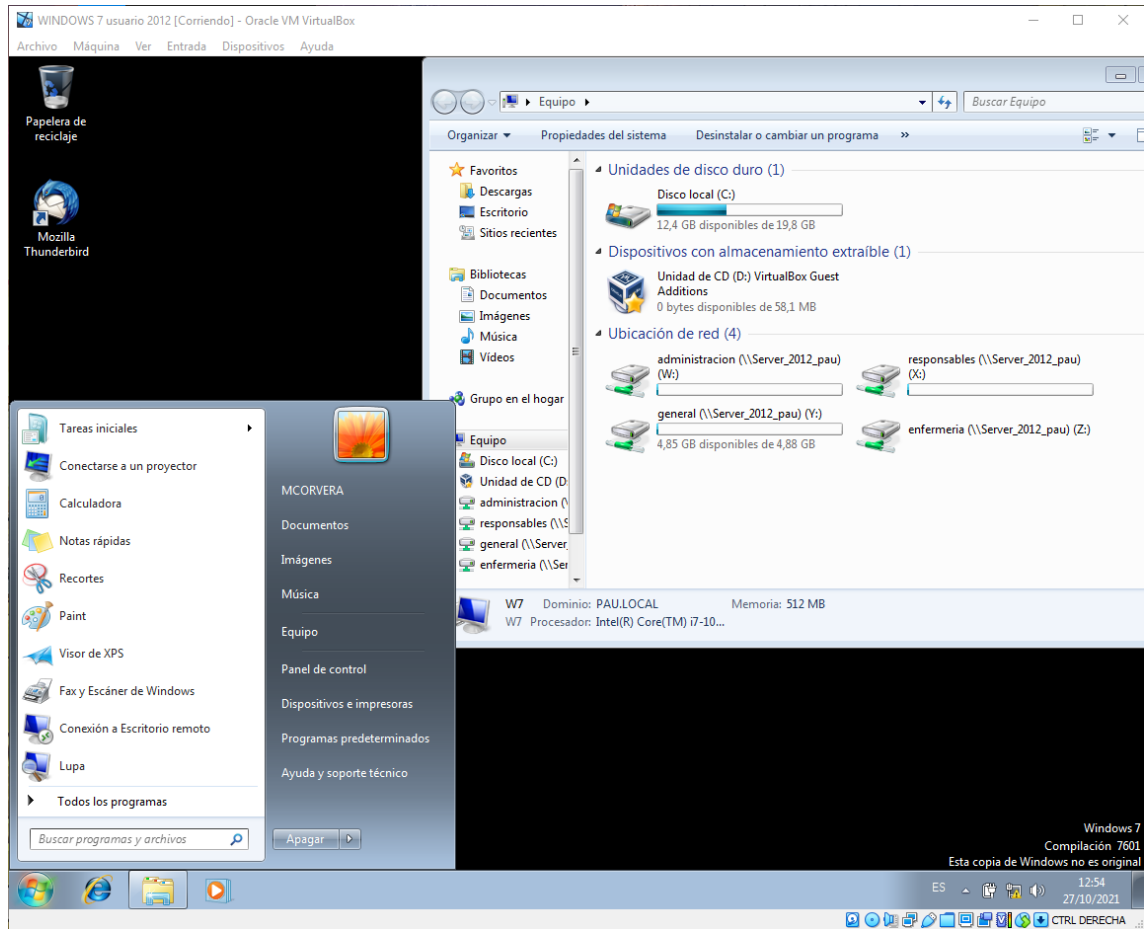 WINDOWS 7 usuario 2012 [Corriendo] - Oracle VM VirtualBox
Archivo Máquina Ver Entrada Dispositivos Ayuda
Papelera de
reciclaje
Mozilla
Thunderbird
Equipo
Buscar Equipo
Organizar
Propiedades del sistema
Desinstalar o cambiar un programa
»
Favoritos
Descargas
Escritorio
Sitios recientes
Bibliotecas
Documentos
Imágenes
Música
Vídeos
Grupo en el hogar
Equipo
Disco local (C:)
Unidad de CD (D:
administracion (\
responsables (\\S
general (\\Server_
enfermeria (\\Ser
Unidades de disco duro (1)
Disco local (C:)
12,4 GB disponibles de 19,8 GB
Dispositivos con almacenamiento extraíble (1)
Unidad de CD (D:) VirtualBox Guest
Additions
0 bytes disponibles de 58,1 MB
Ubicación de red (4)
administracion (\\Server_2012_pau)
(W:)
responsables (\\Server_2012_pau)
(X:)
general (\\Server_2012_pau) (Y:)
4,85 GB disponibles de 4,88 GB
enfermeria (\\Server_2012_pau) (Z:)
W7 Dominio: PAU.LOCAL Memoria: 512 MB
W7 Procesador: Intel(R) Core(TM) i7-10...
Tareas iniciales
Conectarse a un proyector
Calculadora
Notas rápidas
Recortes
Paint
Visor de XPS
Fax y Escáner de Windows
Conexión a Escritorio remoto
Lupa
Todos los programas
Buscar programas y archivos
MCORVERA
Documentos
Imágenes
Música
Equipo
Panel de control
Dispositivos e impresoras
Programas predeterminados
Ayuda y soporte técnico
Apagar
Windows 7
Compilación 7601
Esta copia de Windows no es original
ES
12:54
27/10/2021
CTRL DERECHA